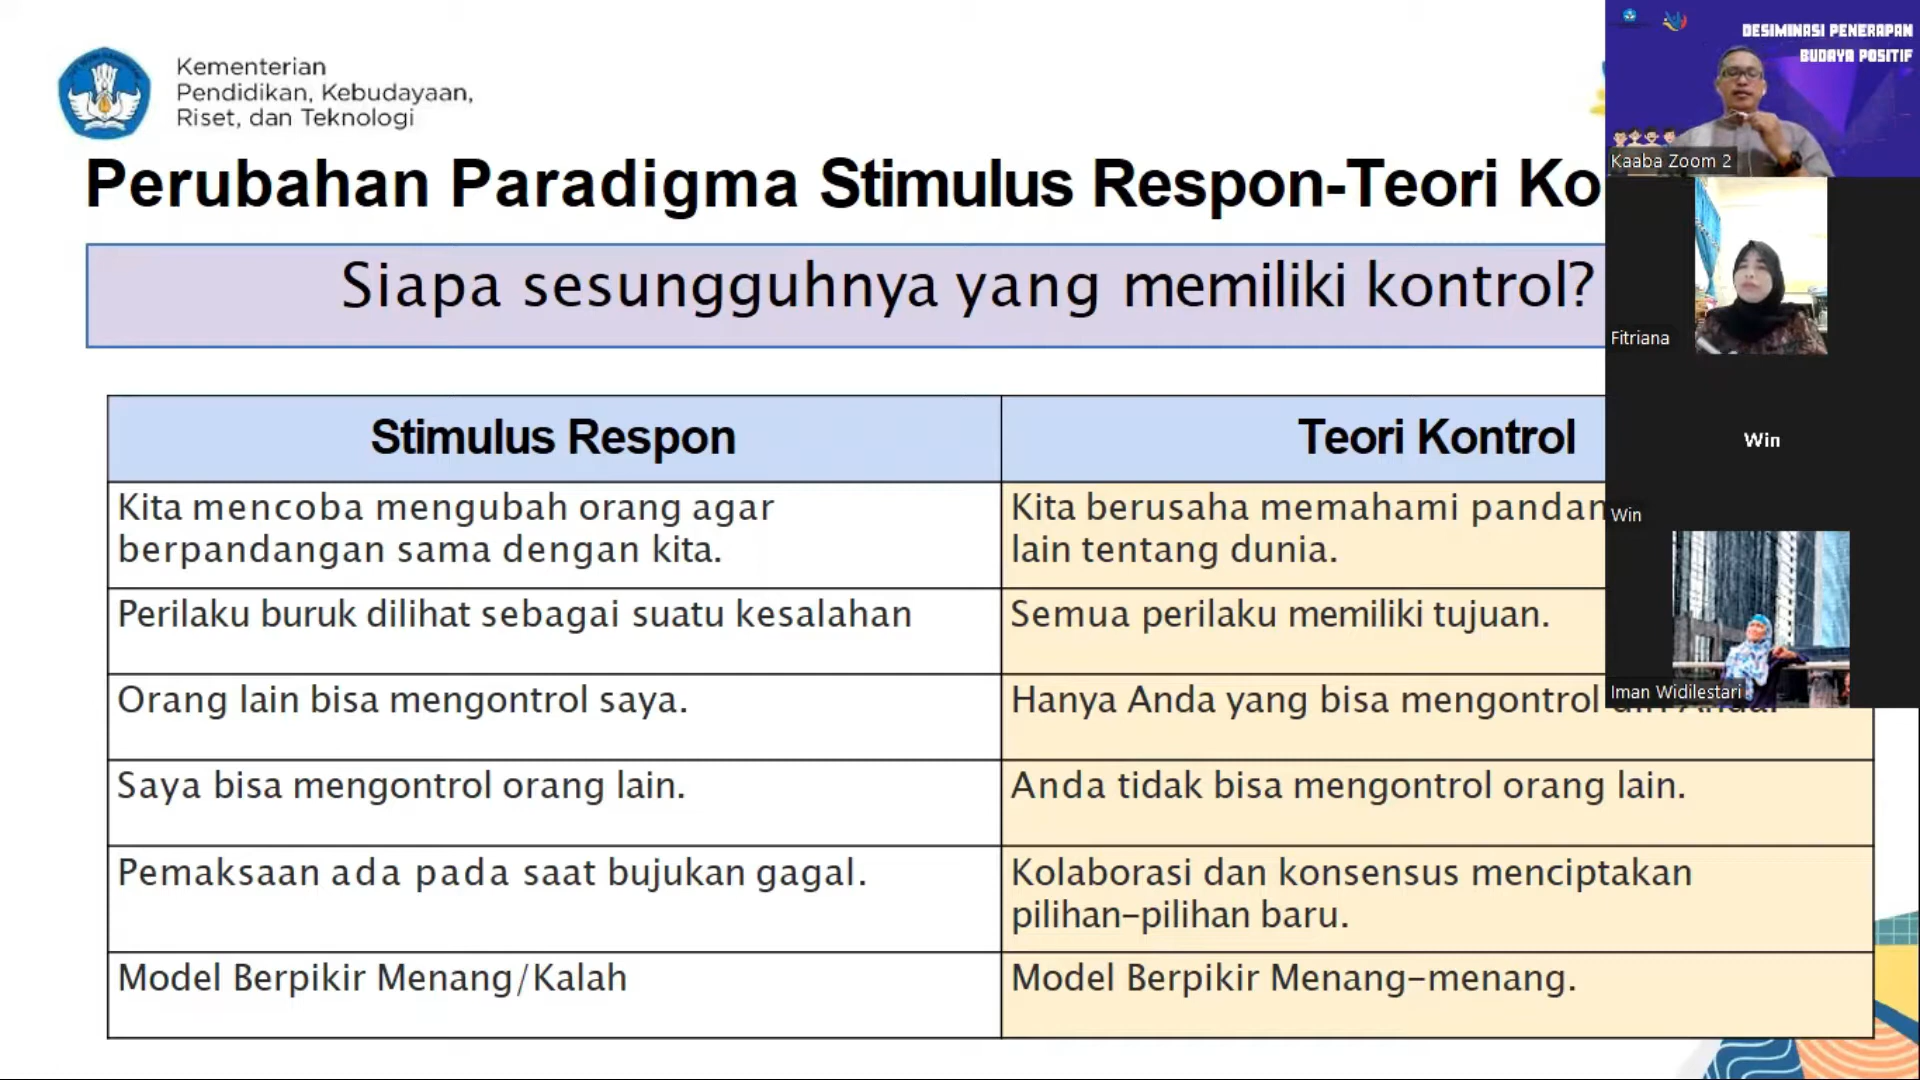 Kementerian
Pendidikan, Kebudayaan,
Riset, dan Teknologi
Perubahan Paradigma Stimulus Respon-Teori Ko
Siapa sesungguhnya yang memiliki kontrol?
Stimulus Respon
Teori Kontrol
Kita mencoba mengubah orang agar
berpandangan sama dengan kita.
Kita berusaha memahami pandan
lain tentang dunia.
Perilaku buruk dilihat sebagai suatu kesalahan
Semua perilaku memiliki tujuan.
Orang lain bisa mengontrol saya.
Hanya Anda yang bisa mengontrol
Saya bisa mengontrol orang lain.
Anda tidak bisa mengontrol orang lain.
Pemaksaan ada pada saat bujukan gagal.
Kolaborasi dan konsensus menciptakan
pilihan-pilihan baru.
Model Berpikir Menang/Kalah
Model Berpikir Menang-menang.
DESIMINASI PENERAPAN
BUDAYA POSITIF
Kaaba Zoom 2
Fitriana
Win
Win
Iman Widilestari